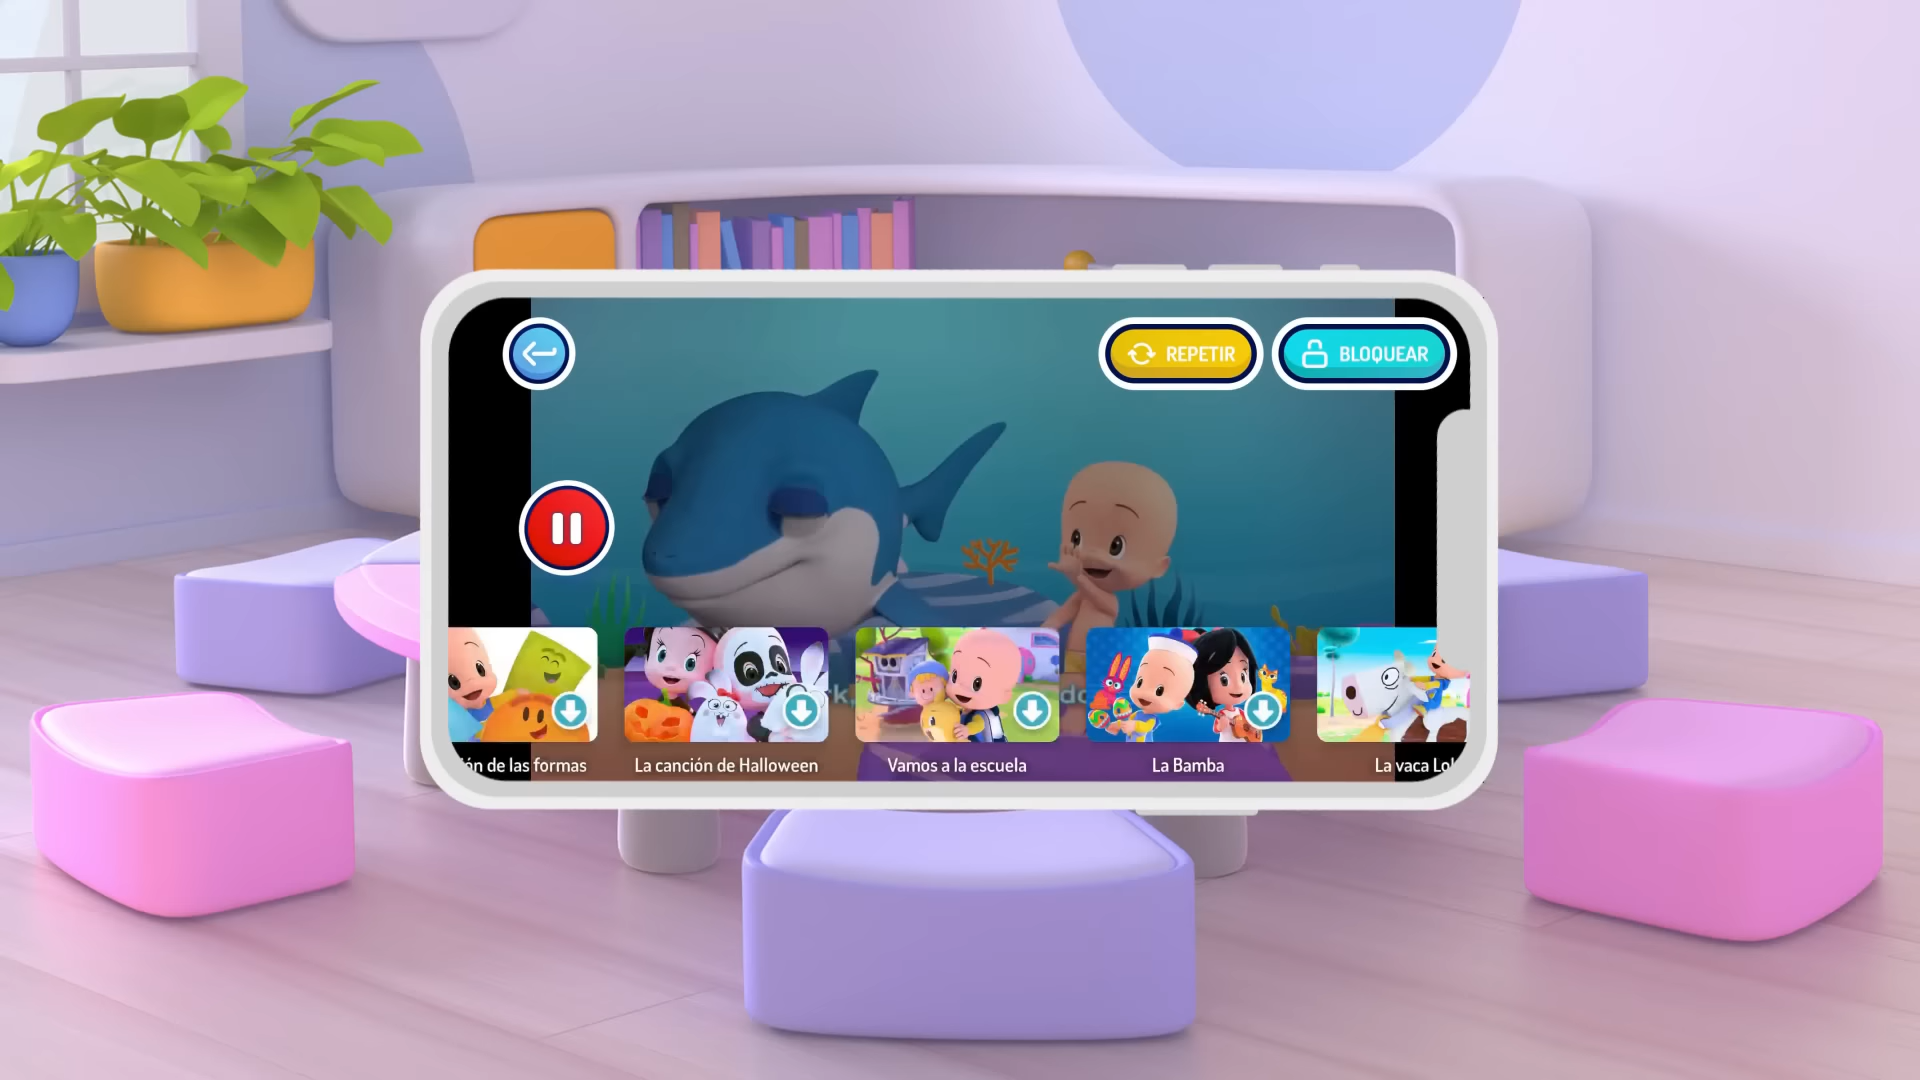 REPETIR
BLOQUEAR
de las formas
La canción de Halloween
Vamos a la escuela
La Bamba
La vaca